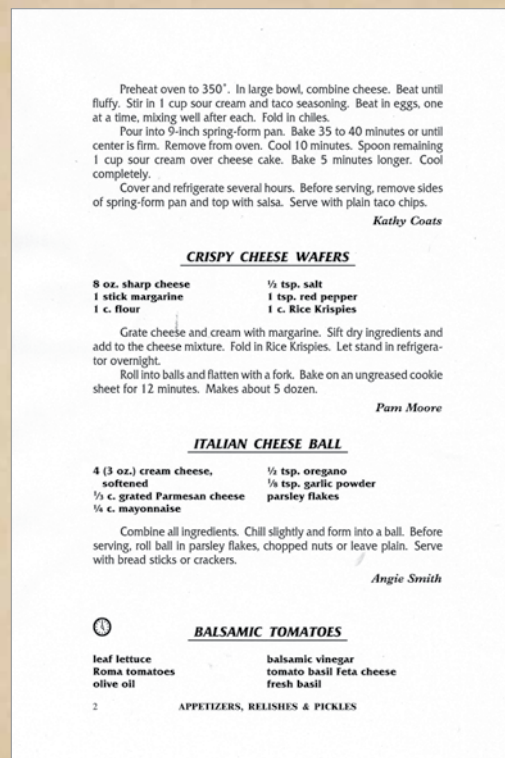 Preheat oven to 350˚. In large bowl, combine cheese. Beat until
fluffy. Stir in 1 cup sour cream and taco seasoning. Beat in eggs, one
at a time, mixing well after each. Fold in chiles.
Pour into 9-inch spring-form pan. Bake 35 to 40 minutes or until
center is firm. Remove from oven. Cool 10 minutes. Spoon remaining
1 cup sour cream over cheese cake. Bake 5 minutes longer. Cool
completely.
Cover and refrigerate several hours. Before serving, remove sides
of spring-form pan and top with salsa. Serve with plain taco chips.
Kathy Coats
CRISPY CHEESE WAFERS
8 oz. sharp cheese
1 stick margarine
1 c. flour
½ tsp. salt
1 tsp. red pepper
1 c. Rice Krispies
Grate cheese and cream with margarine. Sift dry ingredients and
add to the cheese mixture. Fold in Rice Krispies. Let stand in refrigera-
tor overnight.
Roll into balls and flatten with a fork. Bake on an ungreased cookie
sheet for 12 minutes. Makes about 5 dozen.
Pam Moore
ITALIAN CHEESE BALL
4 (3 oz.) cream cheese,
softened
⅓ c. grated Parmesan cheese
¼ c. mayonnaise
½ tsp. oregano
⅛ tsp. garlic powder
parsley flakes
Combine all ingredients. Chill slightly and form into a ball. Before
serving, roll ball in parsley flakes, chopped nuts or leave plain. Serve
with bread sticks or crackers.
Angie Smith
BALSAMIC TOMATOES
leaf lettuce
Roma tomatoes
olive oil
balsamic vinegar
tomato basil Feta cheese
fresh basil
2 APPETIZERS, RELISHES & PICKLES